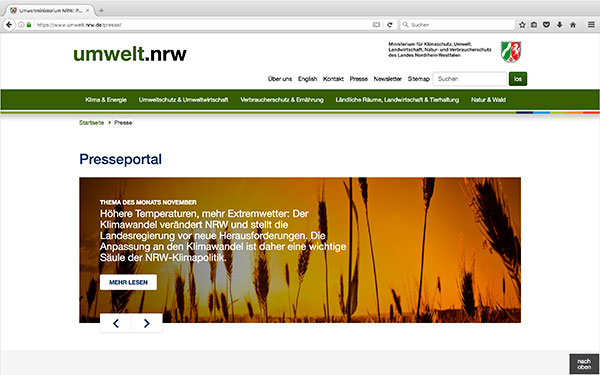 Umweltministerium NRW: P...
https://www.umwelt.nrw.de/presse/
Suchen
umwelt.nrw
Ministerium für Klimaschutz, Umwelt,
Landwirtschaft, Natur- und Verbraucherschutz
des Landes Nordrhein-Westfalen
Über uns English Kontakt Presse Newsletter Sitemap Suchen los
Klima & Energie Umweltschutz & Umweltwirtschaft Verbraucherschutz & Ernährung Ländliche Räume, Landwirtschaft & Tierhaltung Natur & Wald
Startseite > Presse
Presseportal
THEMA DES MONATS NOVEMBER
Höhere Temperaturen, mehr Extremwetter: Der
Klimawandel verändert NRW und stellt die
Landesregierung vor neue Herausforderungen. Die
Anpassung an den Klimawandel ist daher eine wichtige
Säule der NRW-Klimapolitik.
MEHR LESEN
nach
oben